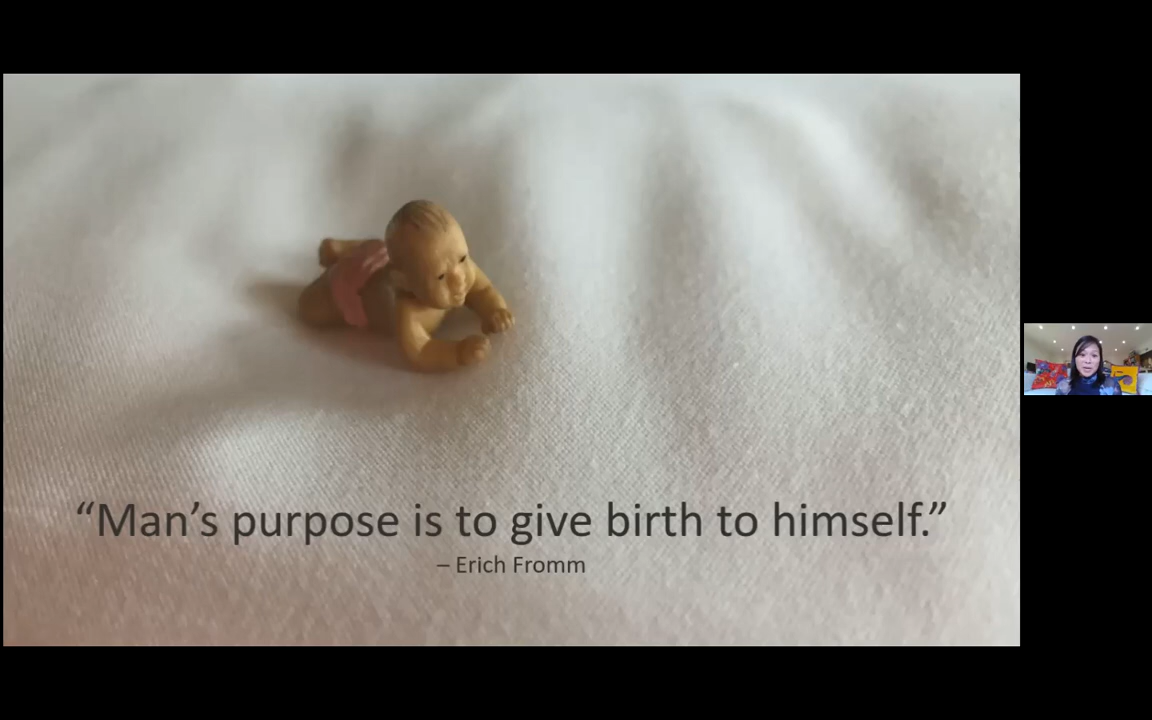 “Man’s purpose is to give birth to himself.”
– Erich Fromm